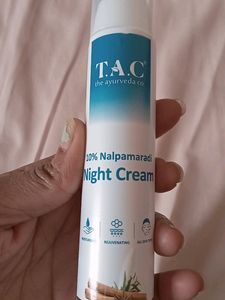 T.A.C
the ayurveda co.
10% Nalpamaradi
Night Cream
REJUVENATING